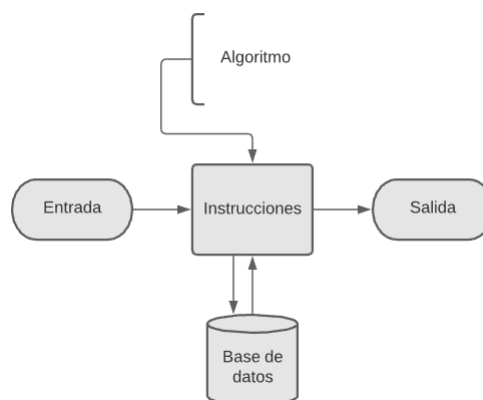 Algoritmo
Entrada
Instrucciones
Salida
Base de
datos